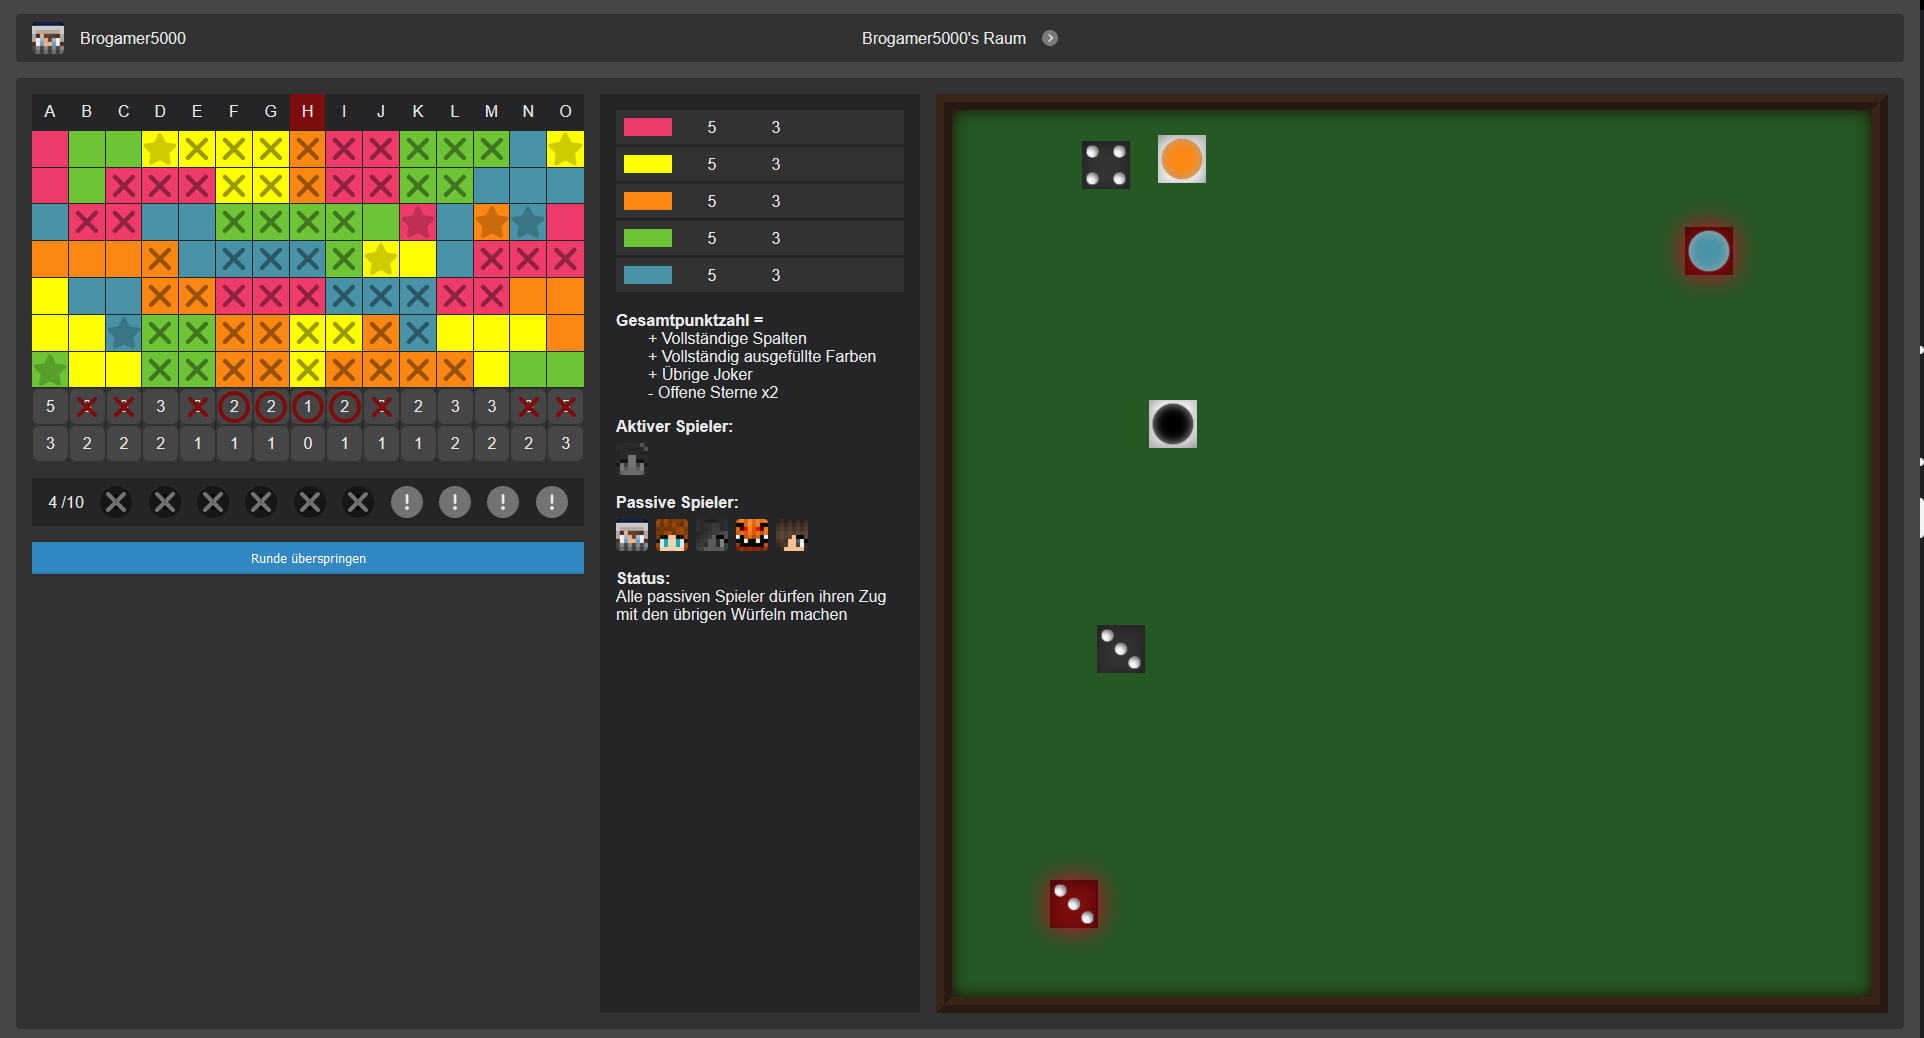 Brogamer5000
Brogamer5000's Raum
A B C D E F G H I J K L M N O
5 3 2 2 1 2 2 3 3
3 2 2 2 1 1 1 0 1 1 1 2 2 2 3
4 /10 ! ! ! !
Runde überspringen
5 3
5 3
5 3
5 3
5 3
Gesamtpunktzahl =
+ Vollständige Spalten
+ Vollständig ausgefüllte Farben
+ Übrige Joker
- Offene Sterne x2
Aktiver Spieler:
Passive Spieler:
Status:
Alle passiven Spieler dürfen ihren Zug
mit den übrigen Würfeln machen